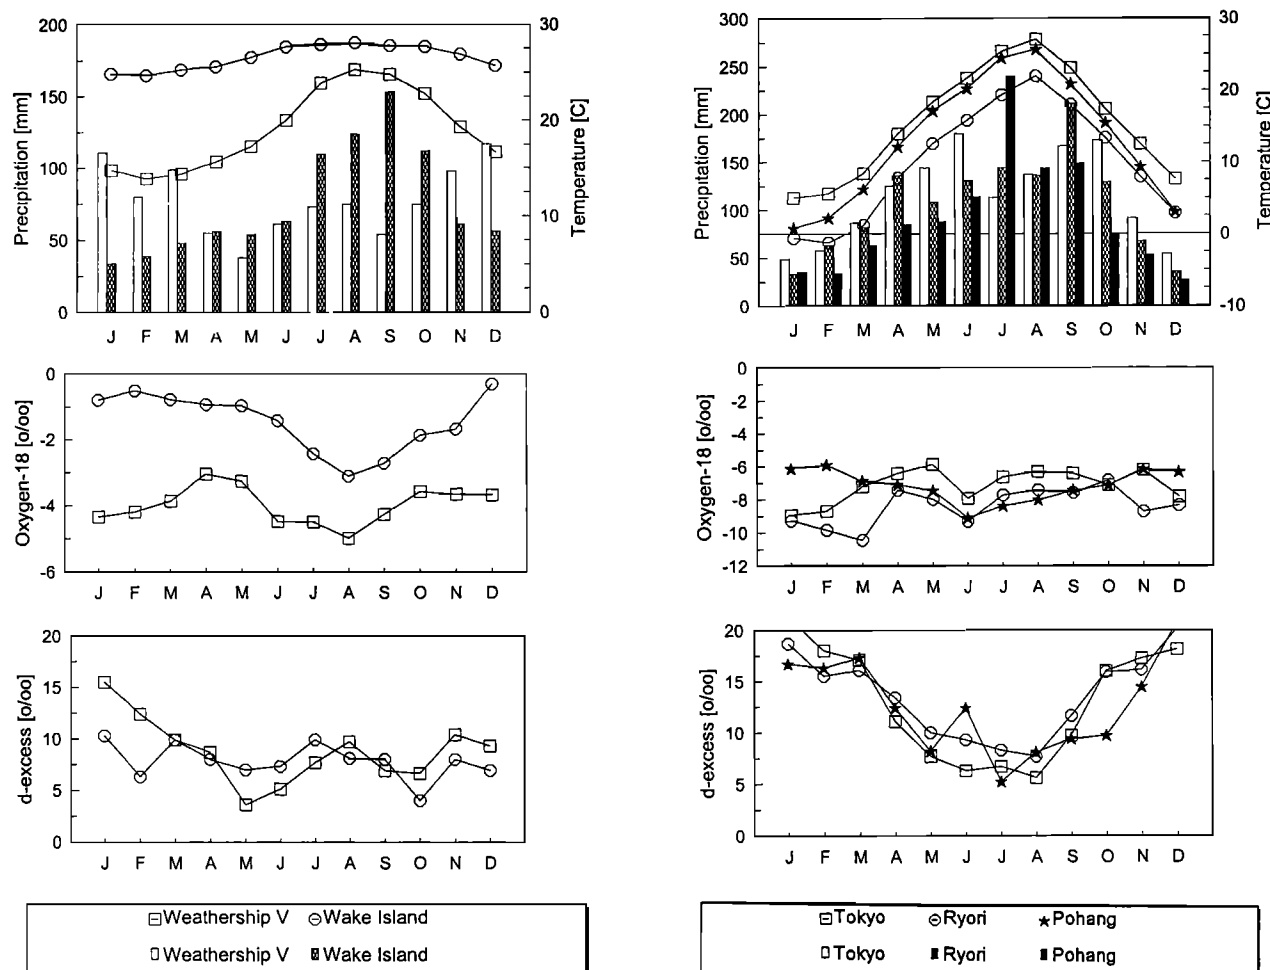 200
150
100
50
0
Precipitation [mm]
30
20
10
0
Temperature [C]
J F M A M J J A S O N D
0
-2
-4
-6
Oxygen-18 [o/oo]
J F M A M J J A S O N D
20
15
10
5
0
d-excess [o/oo]
J F M A M J J A S O N D
Weathership V Wake Island
Weathership V Wake Island
300
250
200
150
100
50
0
Precipitation [mm]
30
20
10
0
-10
Temperature [C]
J F M A M J J A S O N D
0
-2
-4
-6
-8
-10
-12
Oxygen-18 [o/oo]
J F M A M J J A S O N D
20
15
10
5
0
d-excess [o/oo]
J F M A M J J A S O N D
Tokyo Ryori Pohang
Tokyo Ryori Pohang